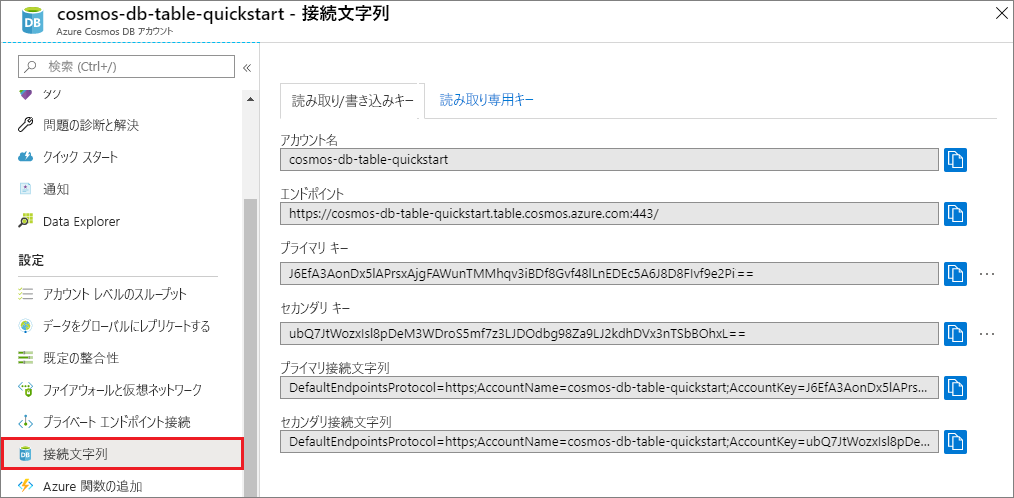 cosmos-db-table-quickstart - 接続文字列
Azure Cosmos DB アカウント
検索 (Ctrl+/)
タグ
問題の診断と解決
クイック スタート
通知
Data Explorer
設定
アカウント レベルのスループット
データをグローバルにレプリケートする
既定の整合性
ファイアウォールと仮想ネットワーク
プライベート エンドポイント接続
DB 接続文字列
Azure 関数の追加
読み取り/書き込みキー 読み取り専用キー
アカウント名
cosmos-db-table-quickstart
エンドポイント
https://cosmos-db-table-quickstart.table.cosmos.azure.com:443/
プライマリ キー
J6EfA3AonDx5lAPrsxAjgFAWunTMMhqv3iBDf8Gvf48lLnEDEc5A6J8D8FIvf9e2Pi==
セカンダリ キー
ubQ7JtWozxIsl8pDeM3WDroS5mf7z3LJDOdbg98Za9LJ2kdhDVx3nTSbBOhxL==
プライマリ接続文字列
DefaultEndpointsProtocol=https;AccountName=cosmos-db-table-quickstart;AccountKey=J6EfA3AonDx5lAPrs...
セカンダリ接続文字列
DefaultEndpointsProtocol=https;AccountName=cosmos-db-table-quickstart;AccountKey=ubQ7JtWozxIsl8pDe...